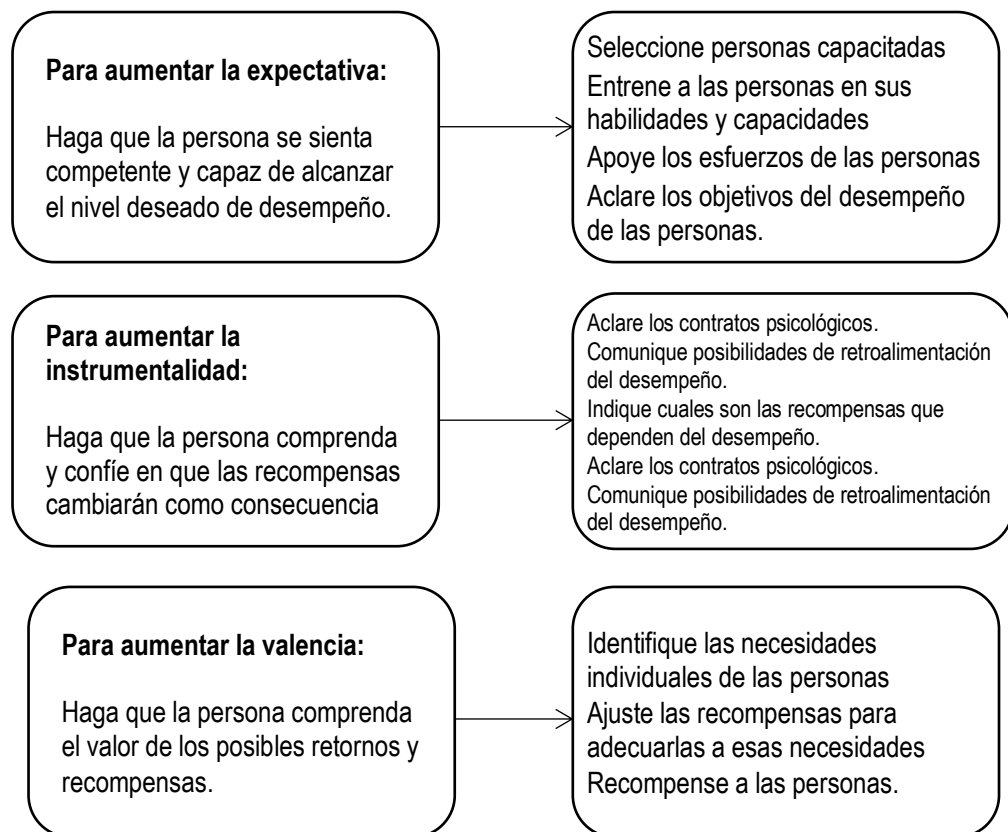 Para aumentar la expectativa:
Haga que la persona se sienta
competente y capaz de alcanzar
el nivel deseado de desempeño.
Seleccione personas capacitadas
Entrene a las personas en sus
habilidades y capacidades
Apoye los esfuerzos de las personas
Aclare los objetivos del desempeño
de las personas.
Para aumentar la
instrumentalidad:
Haga que la persona comprenda
y confíe en que las recompensas
cambiarán como consecuencia
Aclare los contratos psicológicos.
Comunique posibilidades de retroalimentación
del desempeño.
Indique cuales son las recompensas que
dependen del desempeño.
Aclare los contratos psicológicos.
Comunique posibilidades de retroalimentación
del desempeño.
Para aumentar la valencia:
Haga que la persona comprenda
el valor de los posibles retornos y
recompensas.
Identifique las necesidades
individuales de las personas
Ajuste las recompensas para
adecuarlas a esas necesidades
Recompense a las personas.